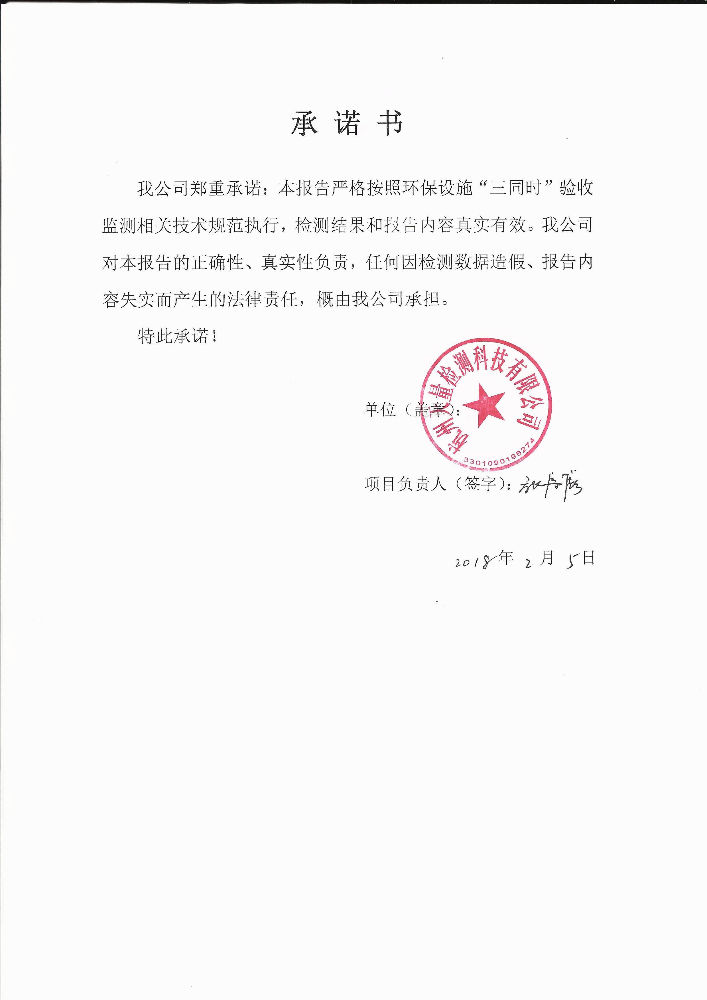 承诺书
我公司郑重承诺：本报告严格按照环保设施“三同时”验收
监测相关技术规范执行，检测结果和报告内容真实有效。我公司
对本报告的正确性、真实性负责，任何因检测数据造假、报告内
容失实而产生的法律责任，概由我公司承担。
特此承诺！
杭州天量检测科技有限公司
单位（盖章）：
3301090198274
项目负责人（签字）：
2018年 2 月 5日